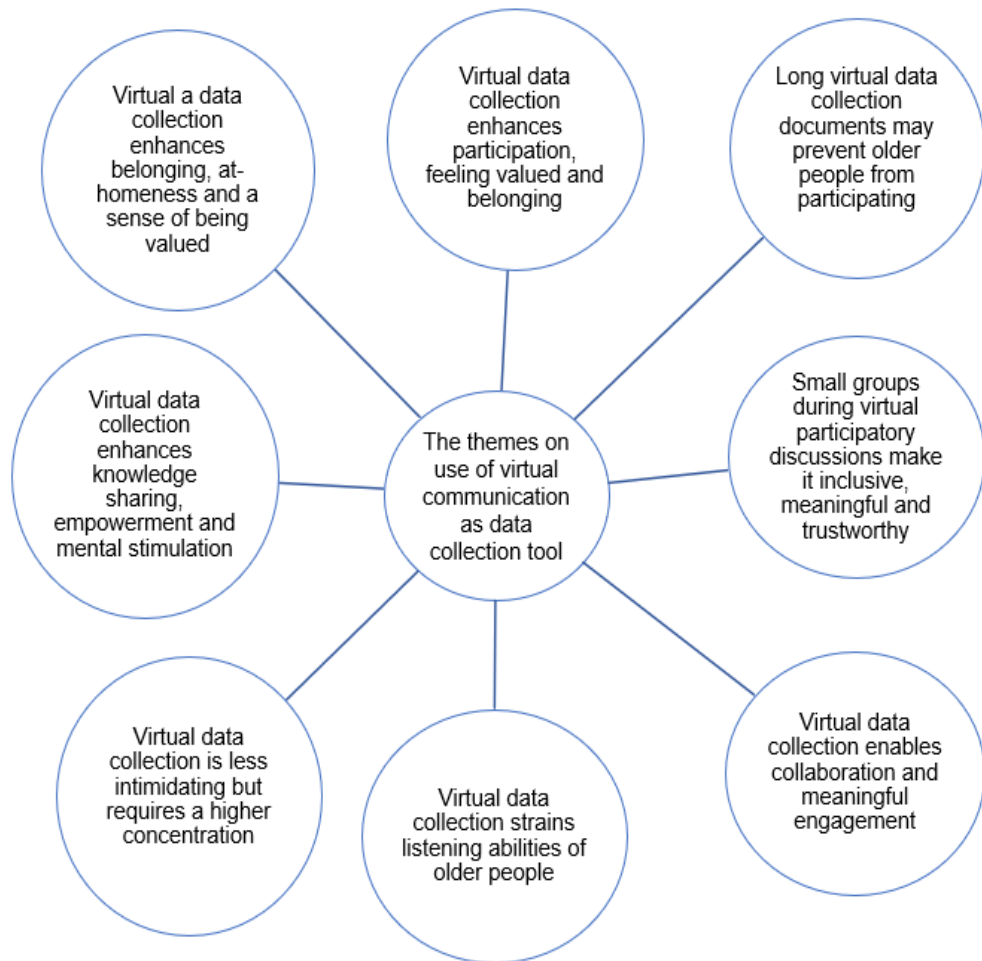 Virtual a data
collection
enhances
belonging, at-
homeness and a
sense of being
valued
Virtual data
collection
enhances
participation,
feeling valued and
belonging
Long virtual data
collection
documents may
prevent older
people from
participating
Virtual data
collection
enhances
knowledge
sharing,
empowerment and
mental stimulation
The themes on
use of virtual
communication
as data
collection tool
Small groups
during virtual
participatory
discussions make
it inclusive,
meaningful and
trustworthy
Virtual data
collection is less
intimidating but
requires a higher
concentration
Virtual data
collection strains
listening abilities of
older people
Virtual data
collection enables
collaboration and
meaningful
engagement